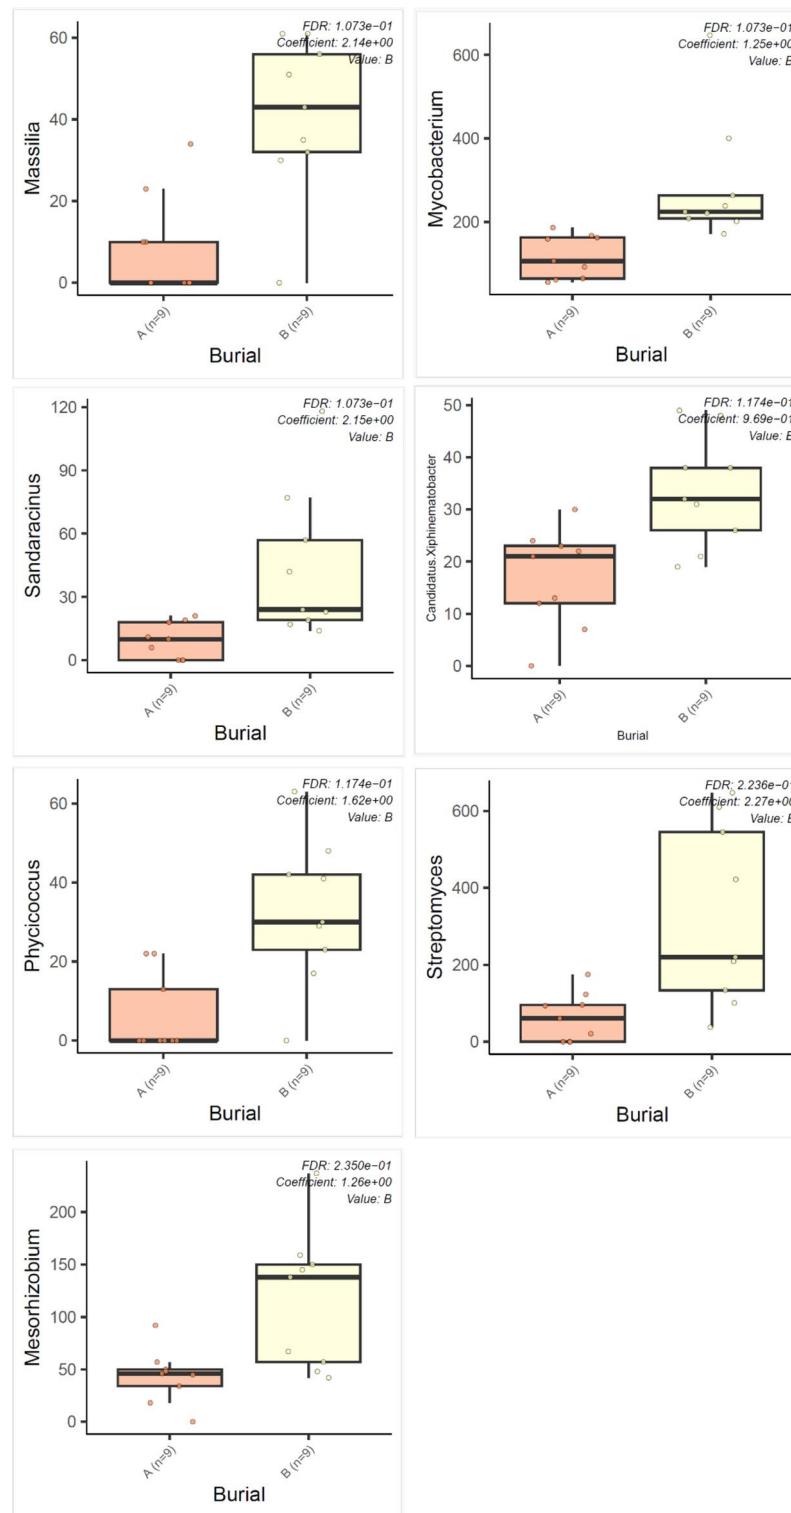 FDR: 1.073e−01
Coefficient: 2.14e+00
Value: B
Massilia
60
40
20
0
A (n=9)
B (n=9)
Burial
FDR: 1.073e−01
Coefficient: 1.25e+00
Value: B
Mycobacterium
600
400
200
A (n=9)
B (n=9)
Burial
FDR: 1.073e−01
Coefficient: 2.15e+00
Value: B
Sandaracinus
120
90
60
30
0
A (n=9)
B (n=9)
Burial
FDR: 1.174e−01
Coefficient: 9.69e−01
Value: B
Candidatus.Xiphinematobacter
50
40
30
20
10
0
A (n=9)
B (n=9)
Burial
FDR: 1.174e−01
Coefficient: 1.62e+00
Value: B
Phycicoccus
60
40
20
0
A (n=9)
B (n=9)
Burial
FDR: 2.236e−01
Coefficient: 2.27e+00
Value: B
Streptomyces
600
400
200
0
A (n=9)
B (n=9)
Burial
FDR: 2.350e−01
Coefficient: 1.26e+00
Value: B
Mesorhizobium
200
150
100
50
0
A (n=9)
B (n=9)
Burial